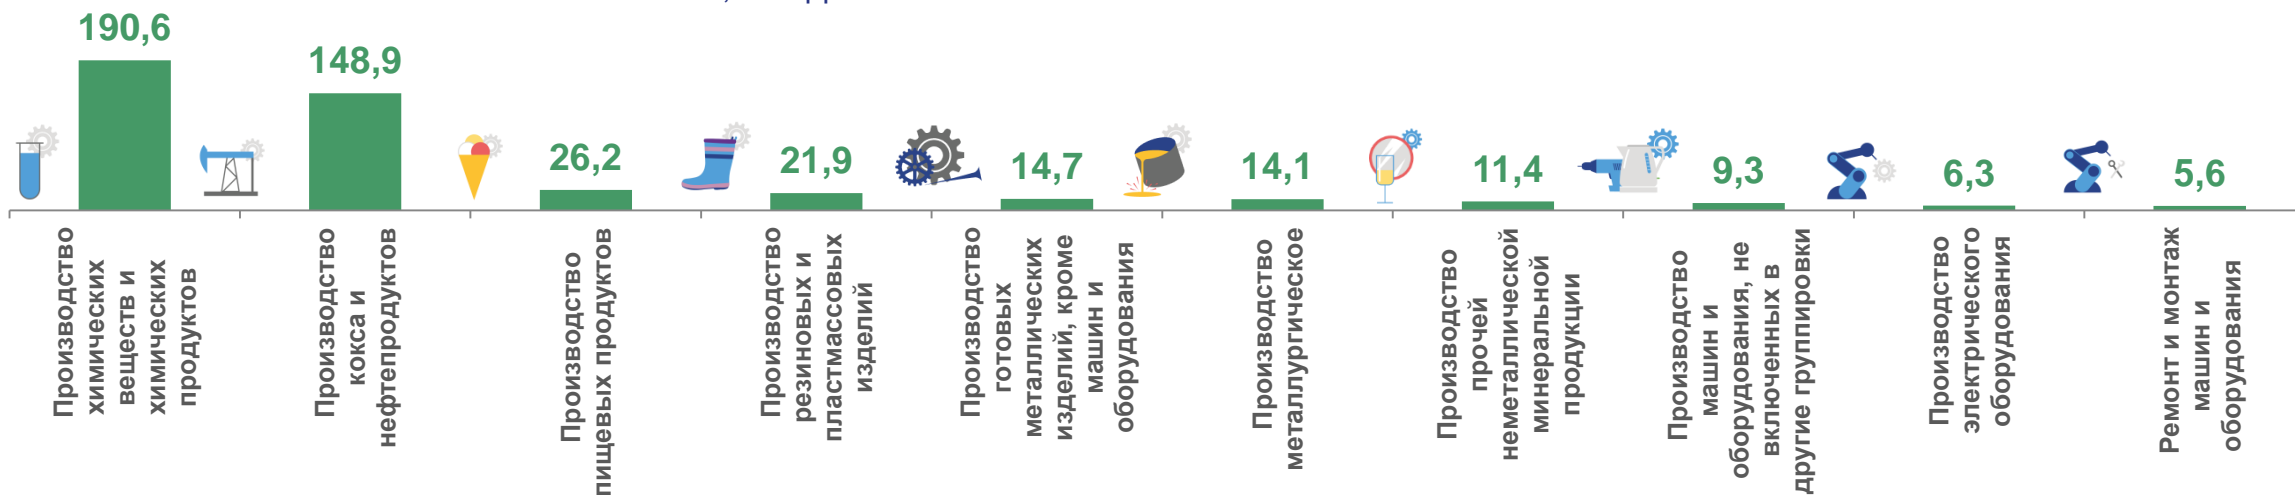 190,6
148,9
26,2
21,9
14,7
14,1
11,4
9,3
6,3
5,6
Производство
химических
веществ и
химических
продуктов
Производство
кокса и
нефтепродуктов
Производство
пищевых продуктов
Производство
резиновых и
пластмассовых
изделий
Производство
готовых
металлических
изделий, кроме
машин и
оборудования
Производство
металлургическое
Производство
прочей
неметаллической
минеральной
продукции
Производство
машин и
оборудования, не
включенных в
другие группировки
Производство
электрического
оборудования
Ремонт и монтаж
машин и
оборудования